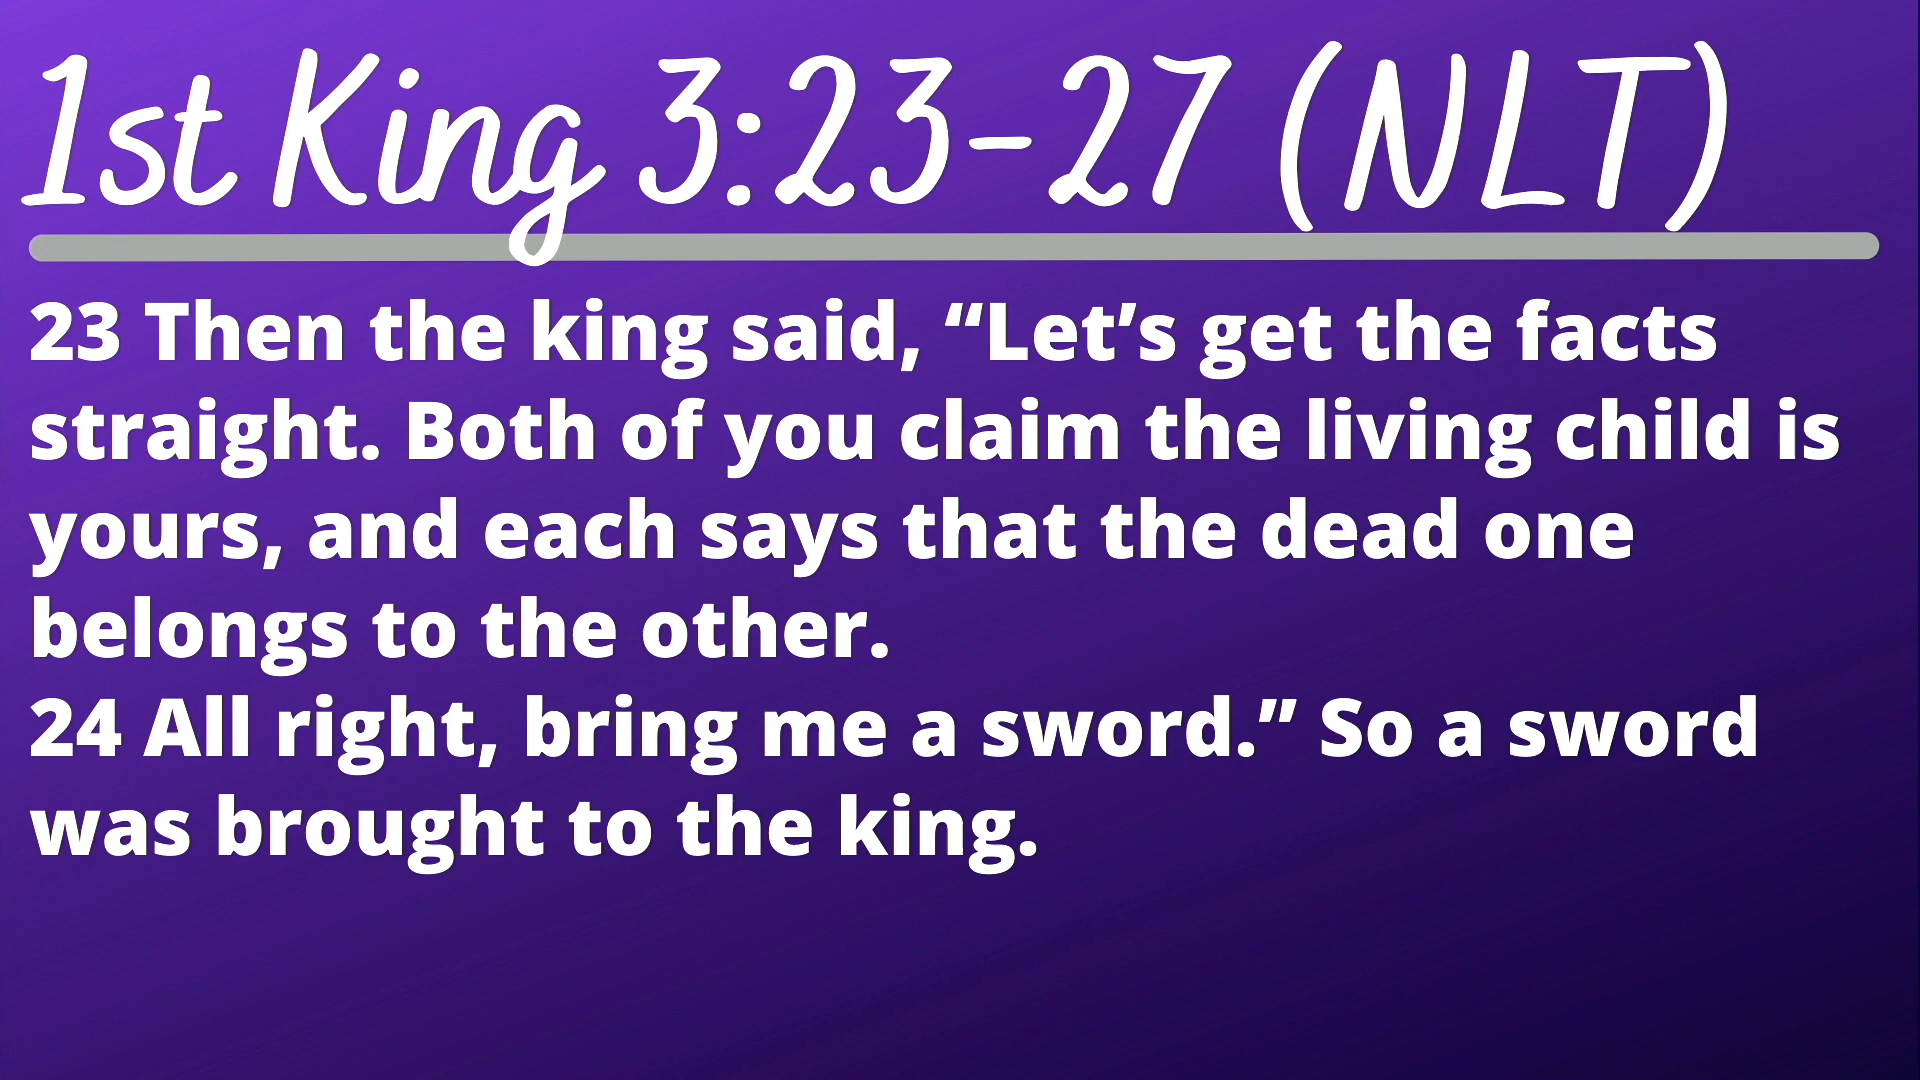 1st King 3:23-27 (NLT)
23 Then the king said, “Let’s get the facts
straight. Both of you claim the living child is
yours, and each says that the dead one
belongs to the other.
24 All right, bring me a sword.” So a sword
was brought to the king.